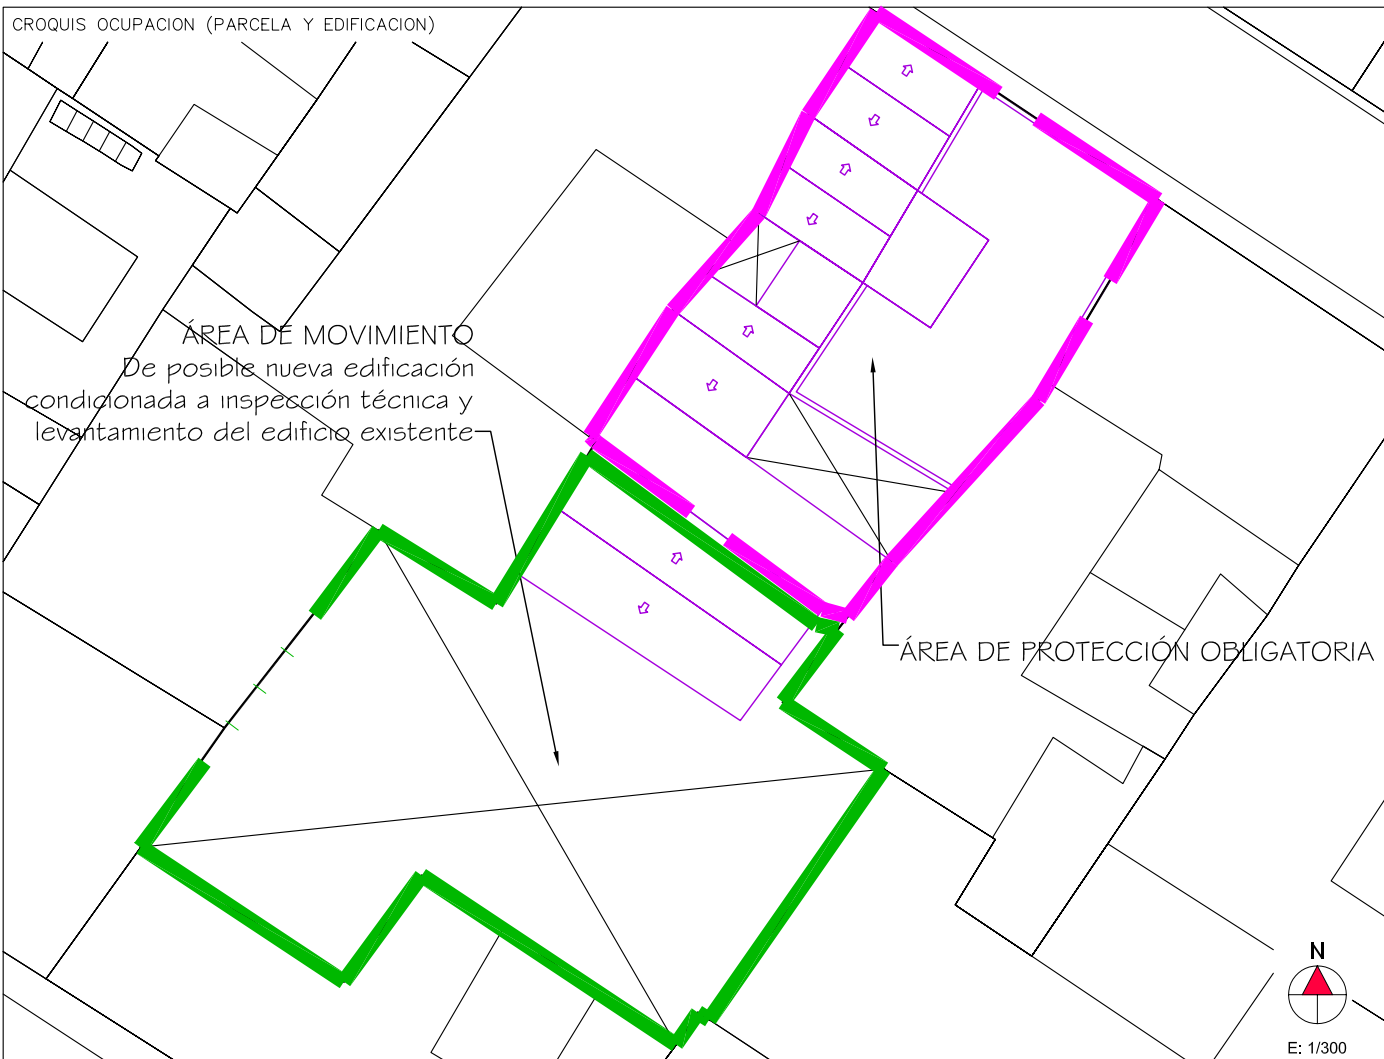 CROQUIS OCUPACION (PARCELA Y EDIFICACION)
ÁREA DE MOVIMIENTO
De posible nueva edificación
condicionada a inspección técnica y
levantamiento del edificio existente
ÁREA DE PROTECCIÓN OBLIGATORIA
N
E: 1/300